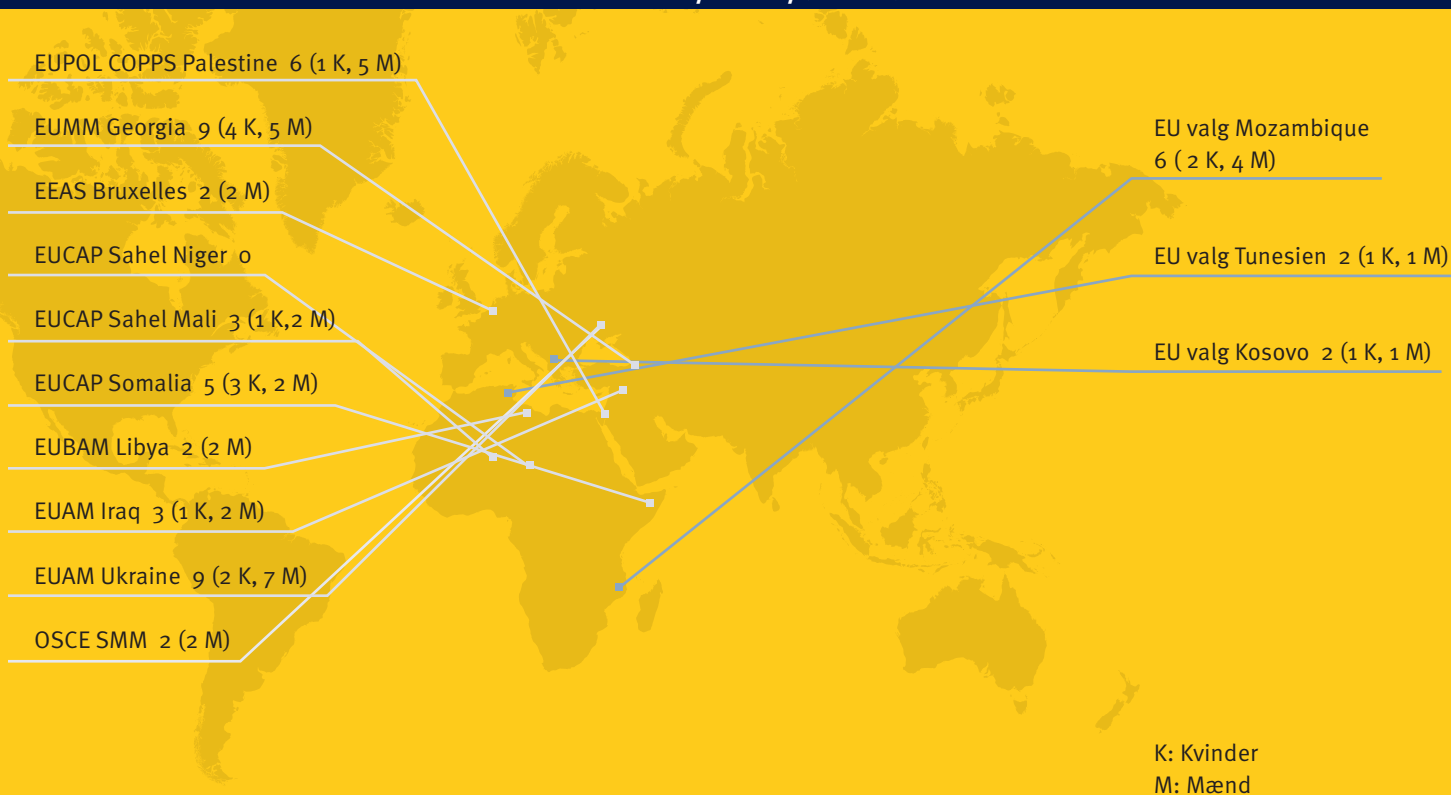 EUPOL COPPS Palestine 6 (1 K, 5 M)
EUMM Georgia 9 (4 K, 5 M)
EEAS Bruxelles 2 (2 M)
EUCAP Sahel Niger 0
EUCAP Sahel Mali 3 (1 K,2 M)
EUCAP Somalia 5 (3 K, 2 M)
EUBAM Libya 2 (2 M)
EUAM Iraq 3 (1 K, 2 M)
EUAM Ukraine 9 (2 K, 7 M)
OSCE SMM 2 (2 M)
EU valg Mozambique
6 ( 2 K, 4 M)
EU valg Tunesien 2 (1 K, 1 M)
EU valg Kosovo 2 (1 K, 1 M)
K: Kvinder
M: Mænd